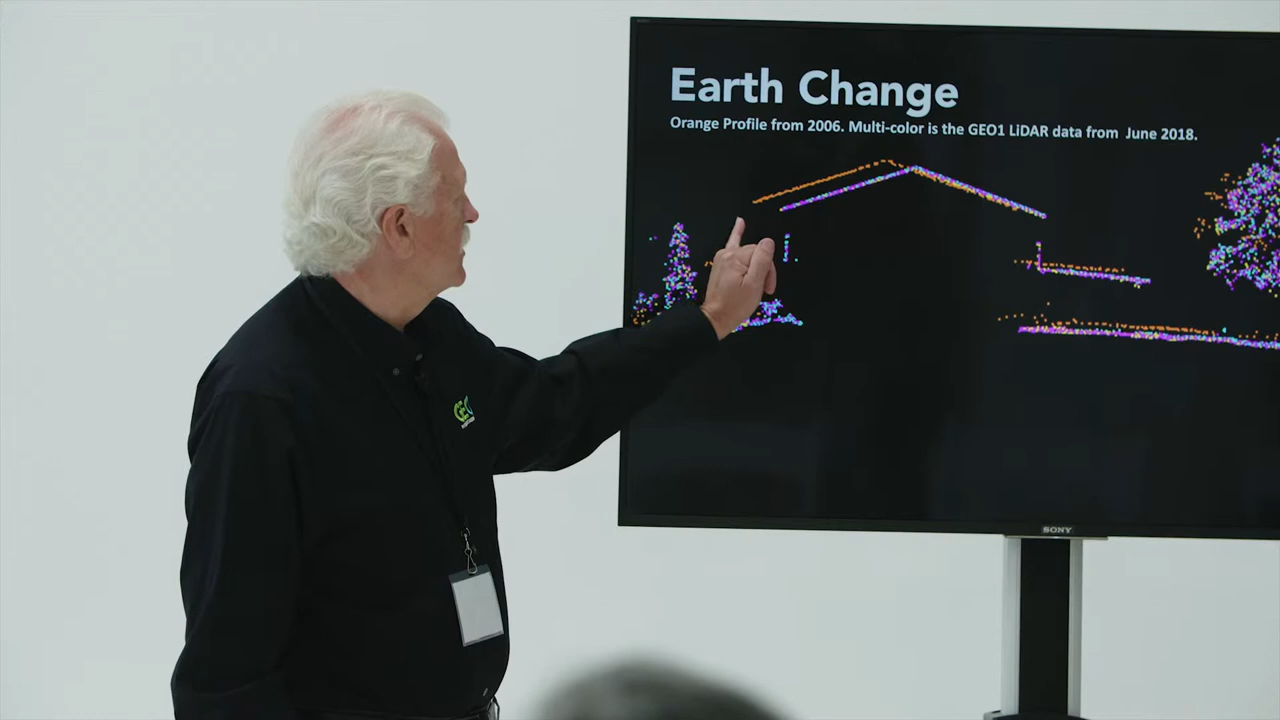 Earth Change
Orange Profile from 2006. Multi-color is the GEO1 LiDAR data from June 2018.
GEO
SONY